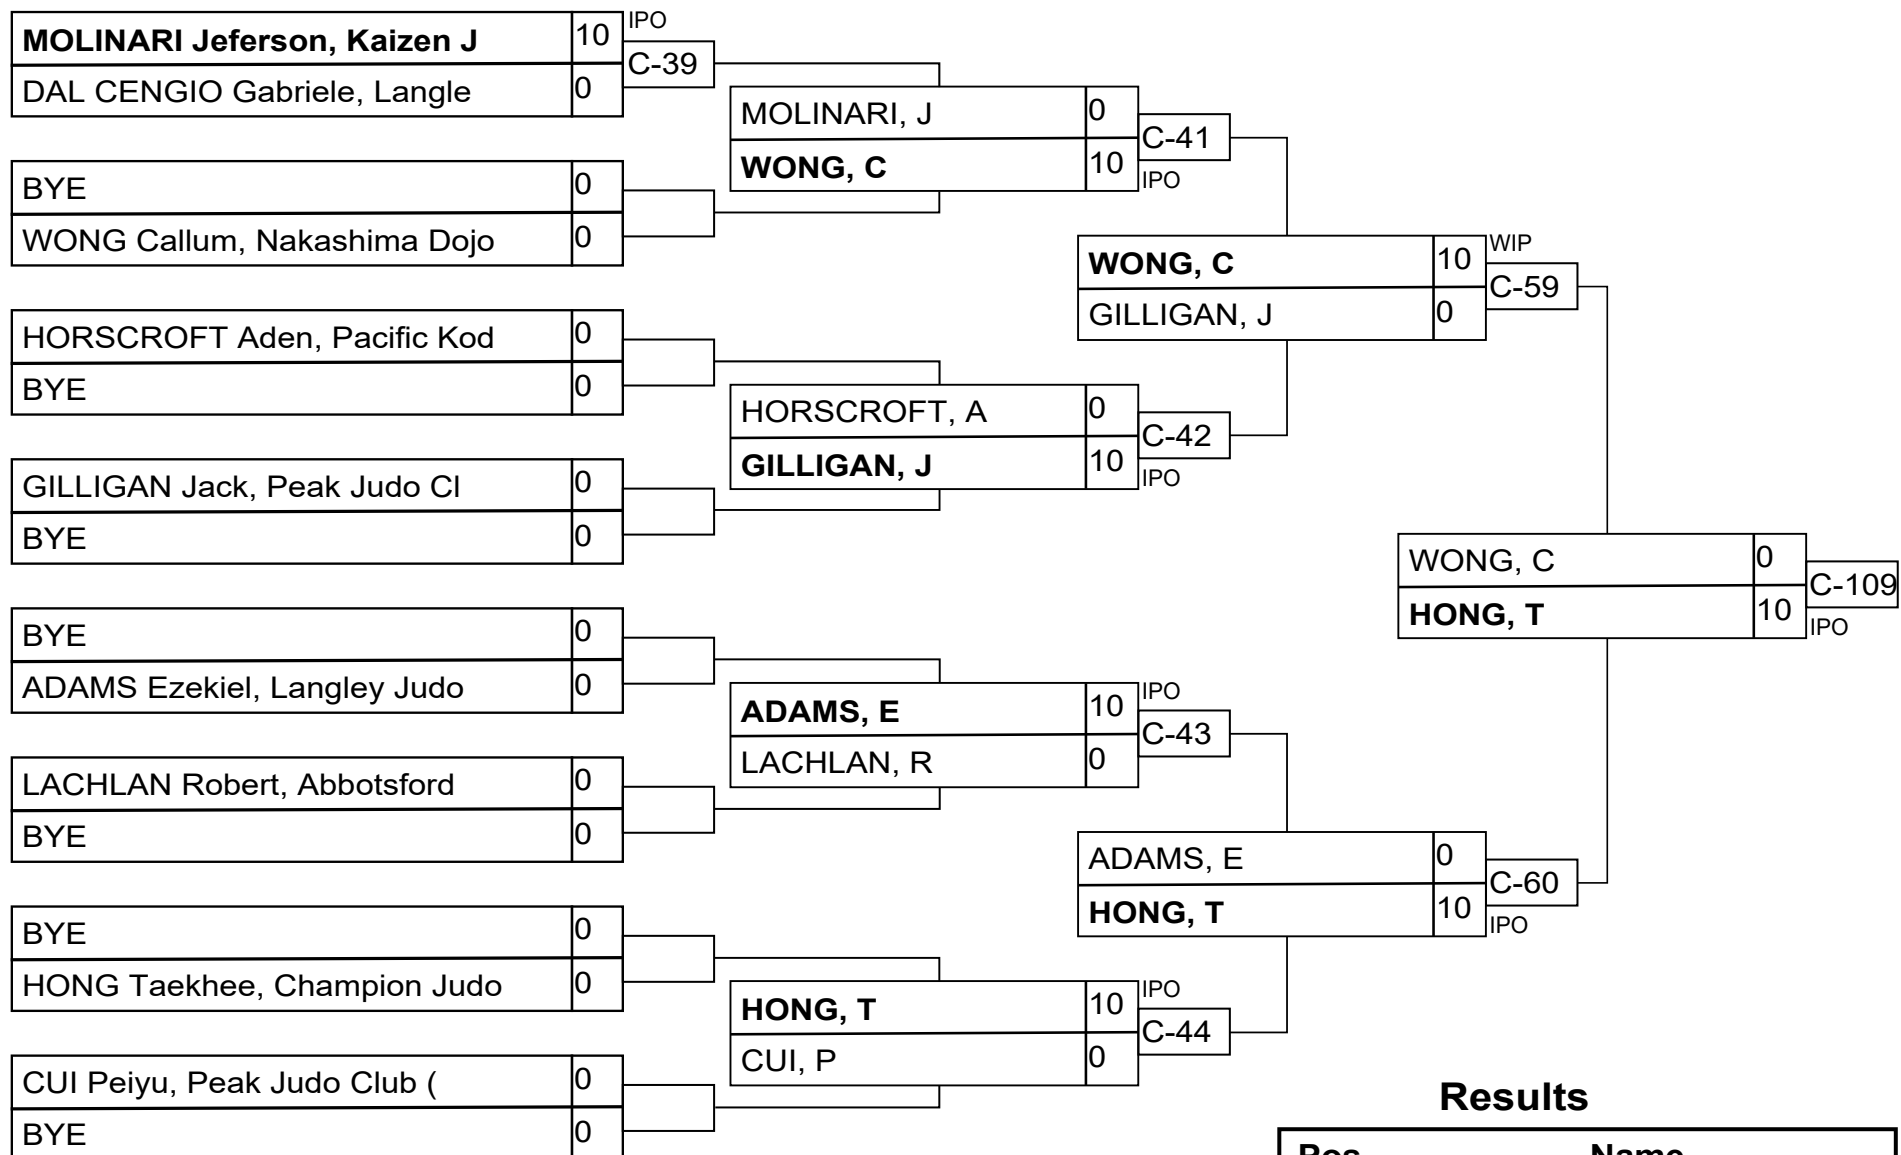 MOLINARI Jeferson, Kaizen J 10 IPO
DAL CENGIO Gabriele, Langle 0
C-39
BYE 0
WONG Callum, Nakashima Dojo 0
HORSCROFT Aden, Pacific Kod 0
BYE 0
GILLIGAN Jack, Peak Judo Cl 0
BYE 0
BYE 0
ADAMS Ezekiel, Langley Judo 0
LACHLAN Robert, Abbotsford 0
BYE 0
BYE 0
HONG Taekhee, Champion Judo 0
CUI Peiyu, Peak Judo Club ( 0
BYE 0
MOLINARI, J 0
WONG, C 10
C-41
IPO
HORSCROFT, A 0
GILLIGAN, J 10
C-42
IPO
ADAMS, E 10 IPO
LACHLAN, R 0
C-43
HONG, T 10 IPO
CUI, P 0
C-44
WONG, C 10 WIP
GILLIGAN, J 0
C-59
ADAMS, E 0
HONG, T 10
C-60
IPO
WONG, C 0
HONG, T 10
C-109
IPO
Results
Pos Name